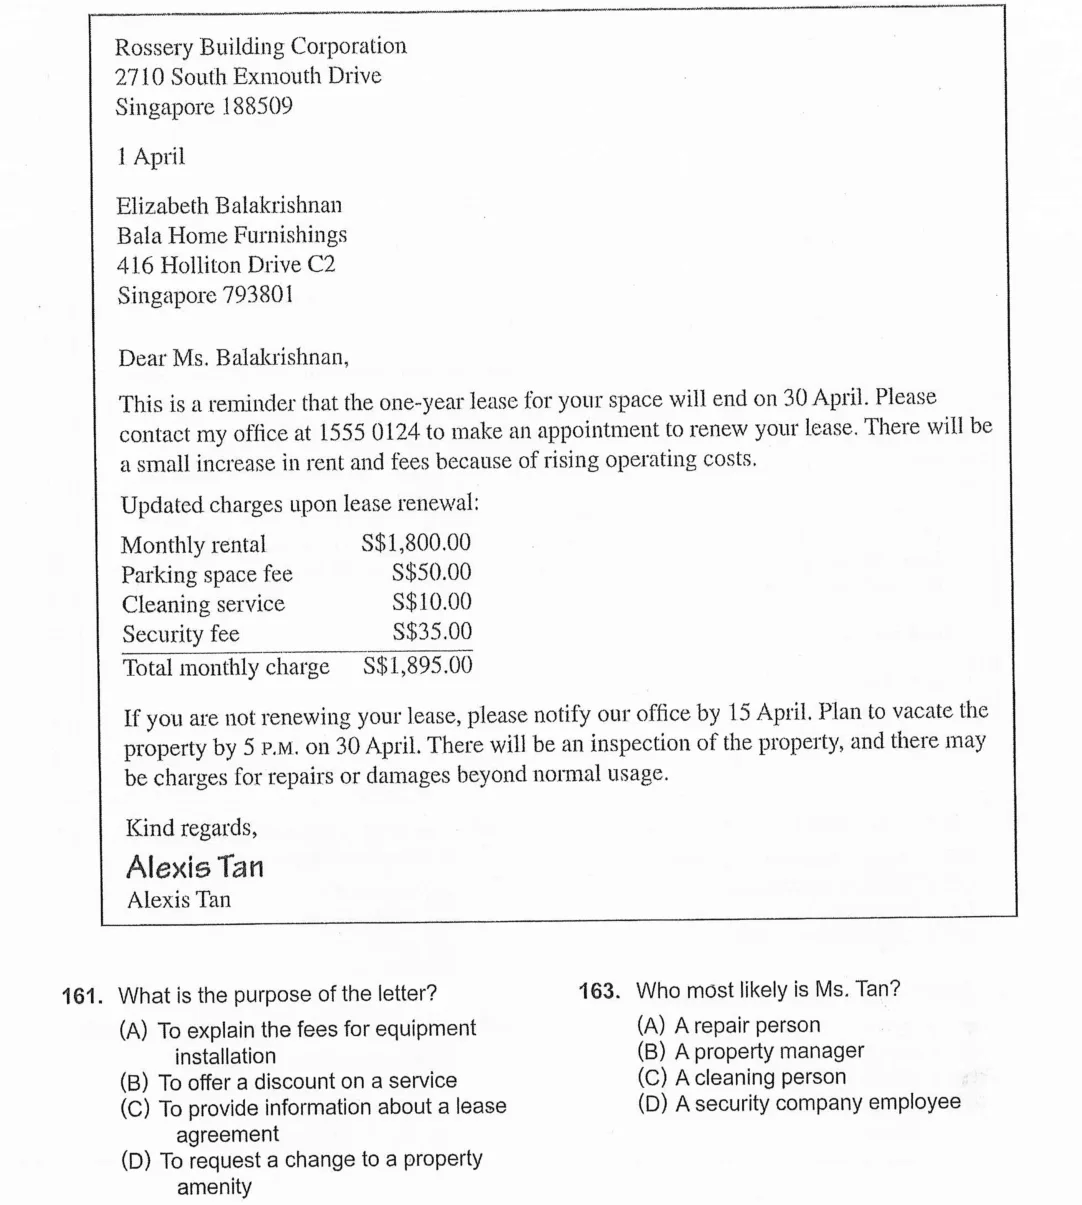 Rossery Building Corporation
2710 South Exmouth Drive
Singapore 188509
1 April
Elizabeth Balakrishnan
Bala Home Furnishings
416 Holliton Drive C2
Singapore 793801
Dear Ms. Balakrishnan,
This is a reminder that the one-year lease for your space will end on 30 April. Please
contact my office at 1555 0124 to make an appointment to renew your lease. There will be
a small increase in rent and fees because of rising operating costs.
Updated charges upon lease renewal:
Monthly rental S$1,800.00
Parking space fee S$50.00
Cleaning service S$10.00
Security fee S$35.00
Total monthly charge S$1,895.00
If you are not renewing your lease, please notify our office by 15 April. Plan to vacate the
property by 5 P.M. on 30 April. There will be an inspection of the property, and there may
be charges for repairs or damages beyond normal usage.
Kind regards,
Alexis Tan
Alexis Tan
161. What is the purpose of the letter?
(A) To explain the fees for equipment
installation
(B) To offer a discount on a service
(C) To provide information about a lease
agreement
(D) To request a change to a property
amenity
163. Who most likely is Ms. Tan?
(A) A repair person
(B) A property manager
(C) A cleaning person
(D) A security company employee